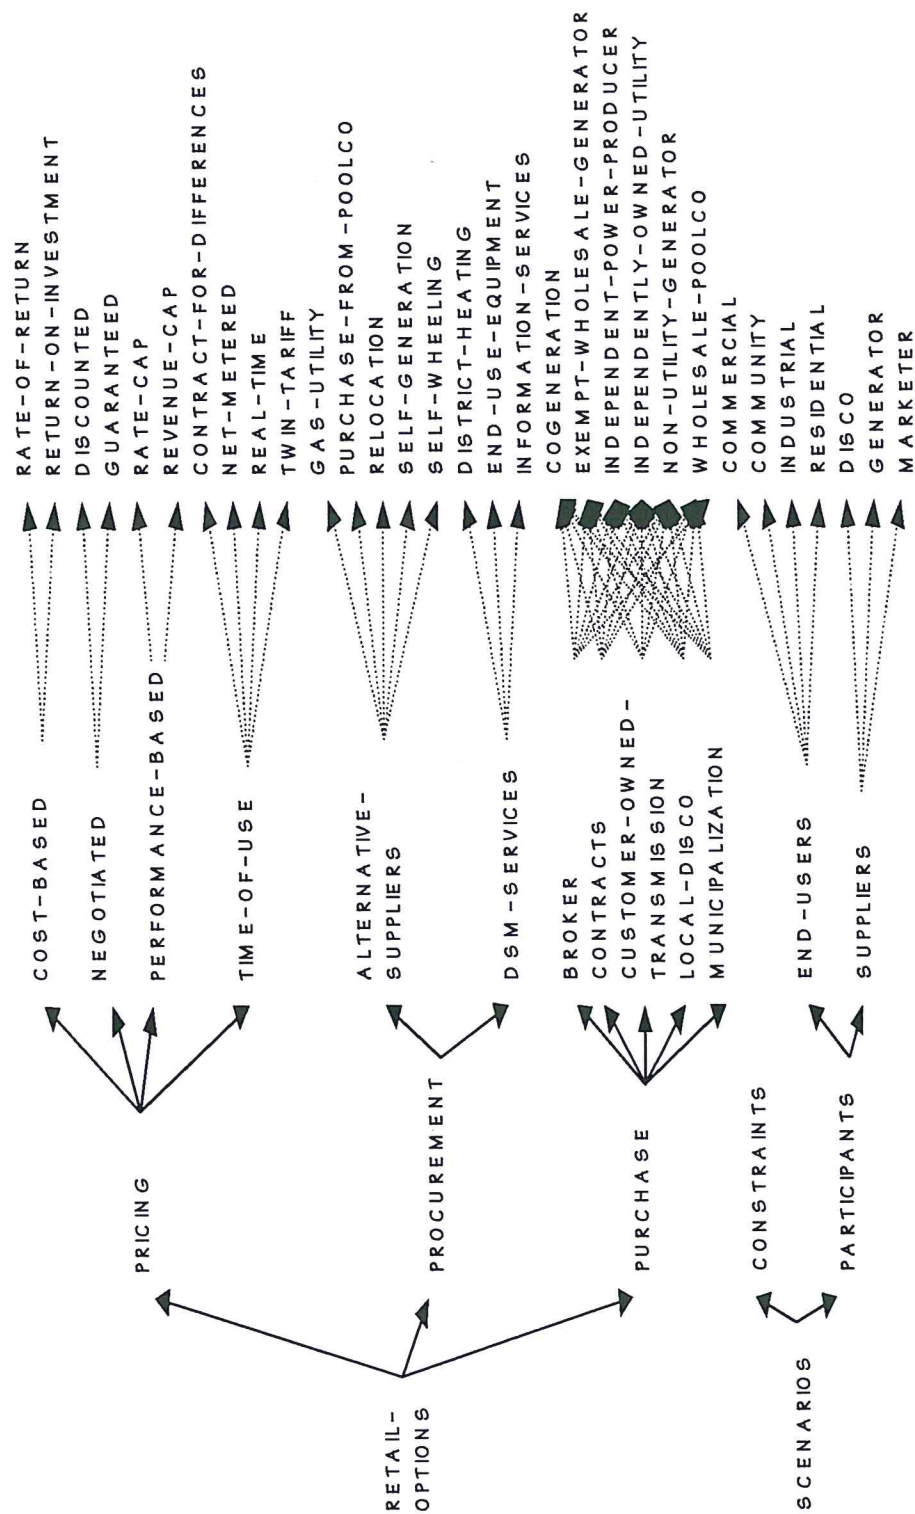 RETAIL-
OPTIONS
SCENARIOS
PRICING
PROCUREMENT
PURCHASE
CONSTRAINTS
PARTICIPANTS
COST-BASED
NEGOTIATED
PERFORMANCE-BASED
TIME-OF-USE
ALTERNATIVE-
SUPPLIERS
DSM-SERVICES
BROKER
CONTRACTS
CUSTOMER-OWNED-
TRANSMISSION
LOCAL-DISCO
MUNICIPALIZATION
END-USERS
SUPPLIERS
RATE-OF-RETURN
RETURN-ON-INVESTMENT
DISCOUNTED
GUARANTEED
RATE-CAP
REVENUE-CAP
CONTRACT-FOR-DIFFERENCES
NET-METERED
REAL-TIME
TWIN-TARIFF
GAS-UTILITY
PURCHASE-FROM-POOLCO
RELOCATION
SELF-GENERATION
SELF-WHEELING
DISTRICT-HEATING
END-USE-EQUIPMENT
INFORMATION-SERVICES
COGENERATION
EXEMPT-WHOLESALE-GENERATOR
INDEPENDENT-POWER-PRODUCER
INDEPENDENTLY-OWNED-UTILITY
NON-UTILITY-GENERATOR
WHOLESALE-POOLCO
COMMERCIAL
COMMUNITY
INDUSTRIAL
RESIDENTIAL
DISCO
GENERATOR
MARKETER